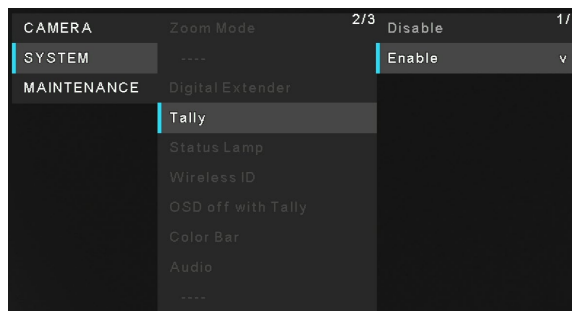 CAMERA
SYSTEM
MAINTENANCE
Zoom Mode 2/3
----
Digital Extender
Tally
Status Lamp
Wireless ID
OSD off with Tally
Color Bar
Audio
----
Disable 1/
Enable v